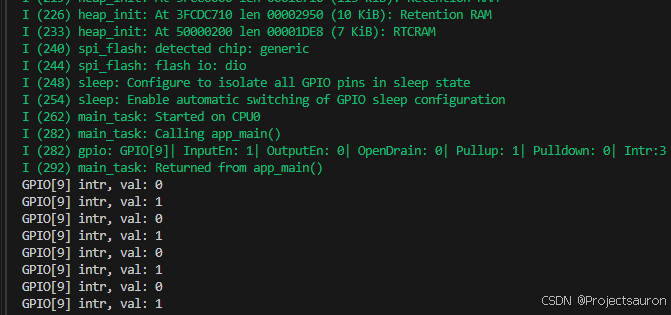 I (226) heap_init: At 3FCDC710 len 00002950 (10 KiB): Retention RAM
I (233) heap_init: At 50000200 len 00001DE8 (7 KiB): RTCRAM
I (240) spi_flash: detected chip: generic
I (244) spi_flash: flash io: dio
I (248) sleep: Configure to isolate all GPIO pins in sleep state
I (254) sleep: Enable automatic switching of GPIO sleep configuration
I (262) main_task: Started on CPU0
I (282) main_task: Calling app_main()
I (282) gpio: GPIO[9]| InputEn: 1| OutputEn: 0| OpenDrain: 0| Pullup: 1| Pulldown: 0| Intr:3
I (292) main_task: Returned from app_main()
GPIO[9] intr, val: 0
GPIO[9] intr, val: 1
GPIO[9] intr, val: 0
GPIO[9] intr, val: 1
GPIO[9] intr, val: 0
GPIO[9] intr, val: 1
GPIO[9] intr, val: 0
GPIO[9] intr, val: 1
CSDN @Projectsauron